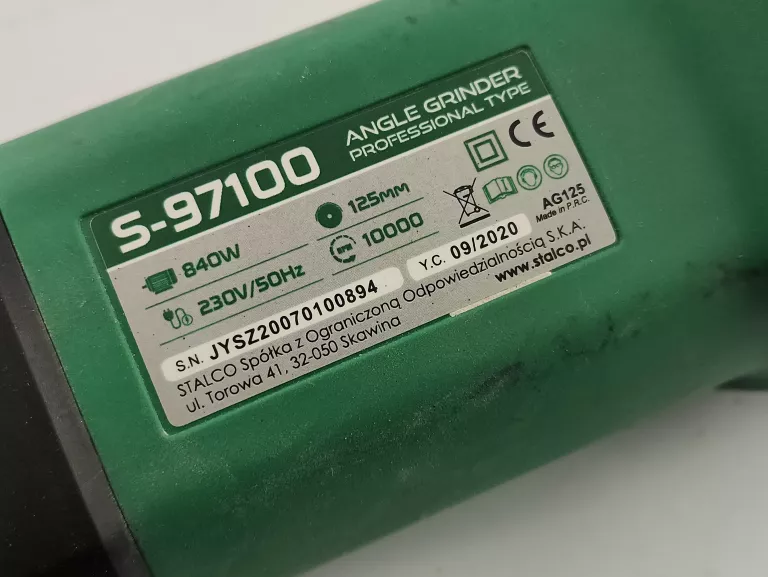 S-97100
ANGLE GRINDER
PROFESSIONAL TYPE
840W
125MM
230V/50Hz
RPM
10000
CE
AG125
Made in P.R.C.
S.N. JYSZ20070100894
Y.C. 09/2020
STALCO Spółka z Ograniczoną Odpowiedzialnością S.K.A.
ul. Torowa 41, 32-050 Skawina
www.stalco.pl